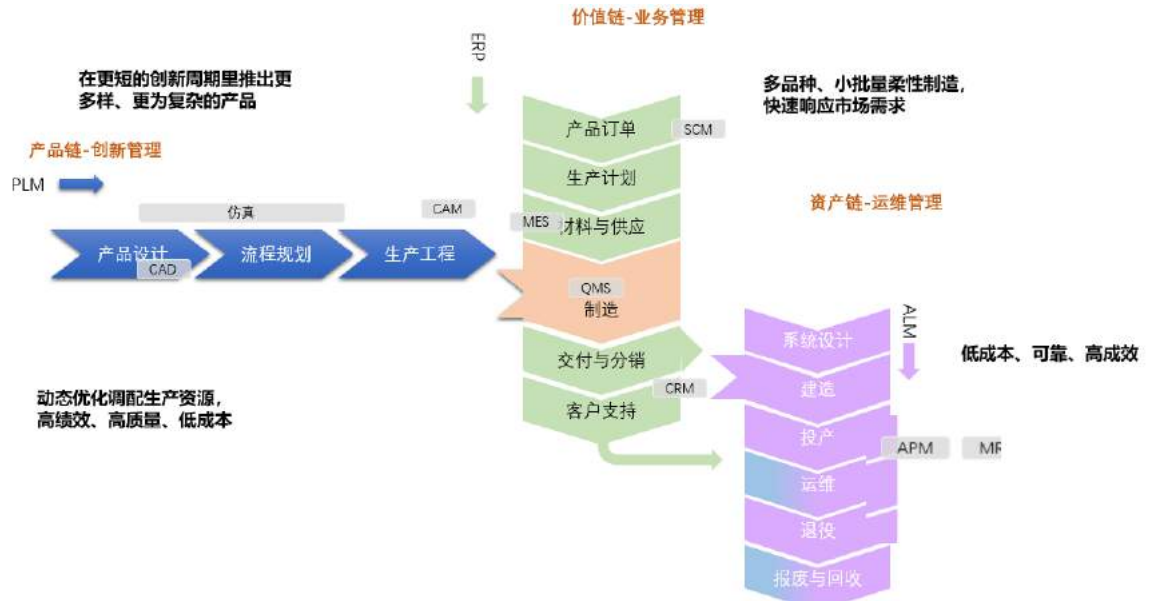 价值链-业务管理
ERP
在更短的创新周期里推出更
多样、更为复杂的产品
多品种、小批量柔性制造，
快速响应市场需求
产品订单
SCM
产品链-创新管理
PLM
生产计划
资产链-运维管理
仿真
CAM
MES
材料与供应
产品设计
CAD
流程规划
生产工程
QMS
制造
ALM
系统设计
低成本、可靠、高成效
交付与分销
CRM
建造
动态优化调配生产资源，
高绩效、高质量、低成本
客户支持
投产
APM
运维
退役
报废与回收